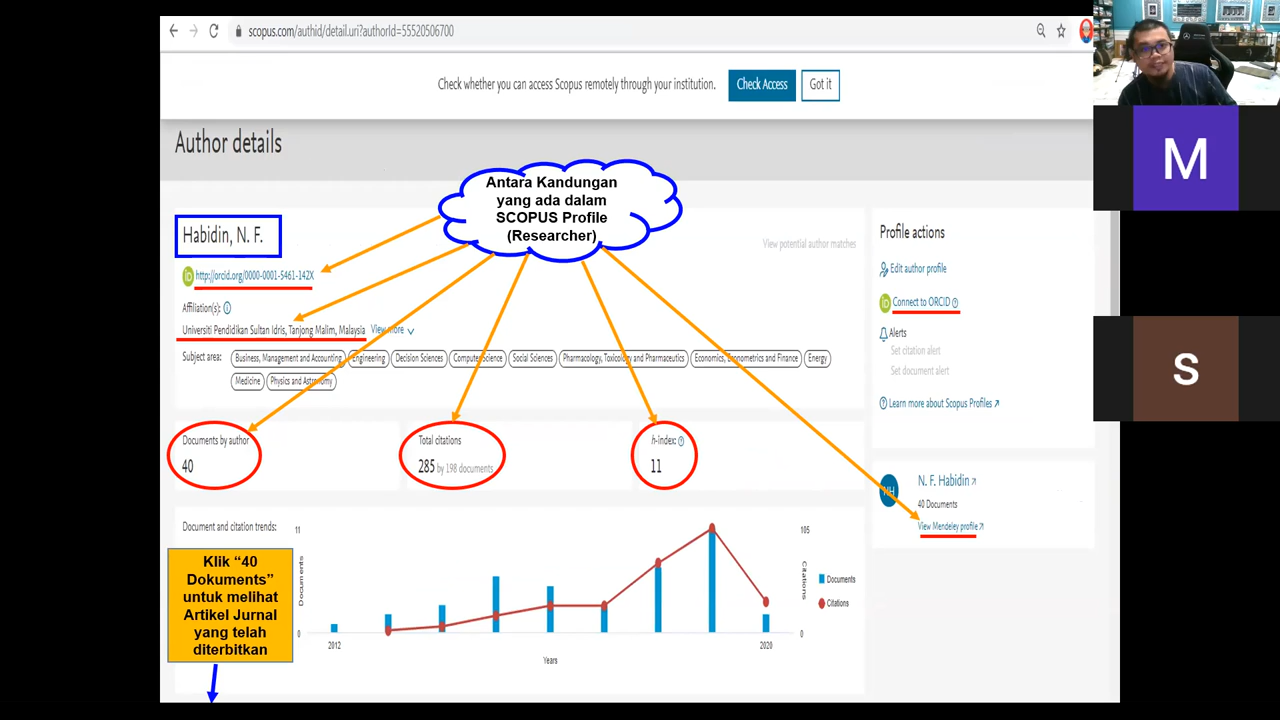 scopus.com/authid/detail.uri?authorId=55520506700
Check whether you can access Scopus remotely through your institution.
Check Access
Got it
Author details
Antara Kandungan
yang ada dalam
SCOPUS Profile
(Researcher)
Habidin, N. F.
View potential author matches
http://orcid.org/0000-0001-5461-142X
Affiliation(s):
Universiti Pendidikan Sultan Idris, Tanjong Malim, Malaysia View more
Subject area:
Business, Management and Accounting
Engineering
Decision Sciences
Computer Science
Social Sciences
Pharmacology, Toxicology and Pharmaceutics
Economics, Econometrics and Finance
Energy
Medicine
Physics and Astronomy
Documents by author
40
Total citations
285 by 198 documents
h-index:
11
Document and citation trends:
11
105
Documents
Citations
0
0
2012
2020
Years
Documents
Citations
Klik “40
Dokuments”
untuk melihat
Artikel Jurnal
yang telah
diterbitkan
Profile actions
Edit author profile
Connect to ORCID
Alerts
Set citation alert
Set document alert
Learn more about Scopus Profiles
N. F. Habidin
40 Documents
View Mendeley profile
M
S